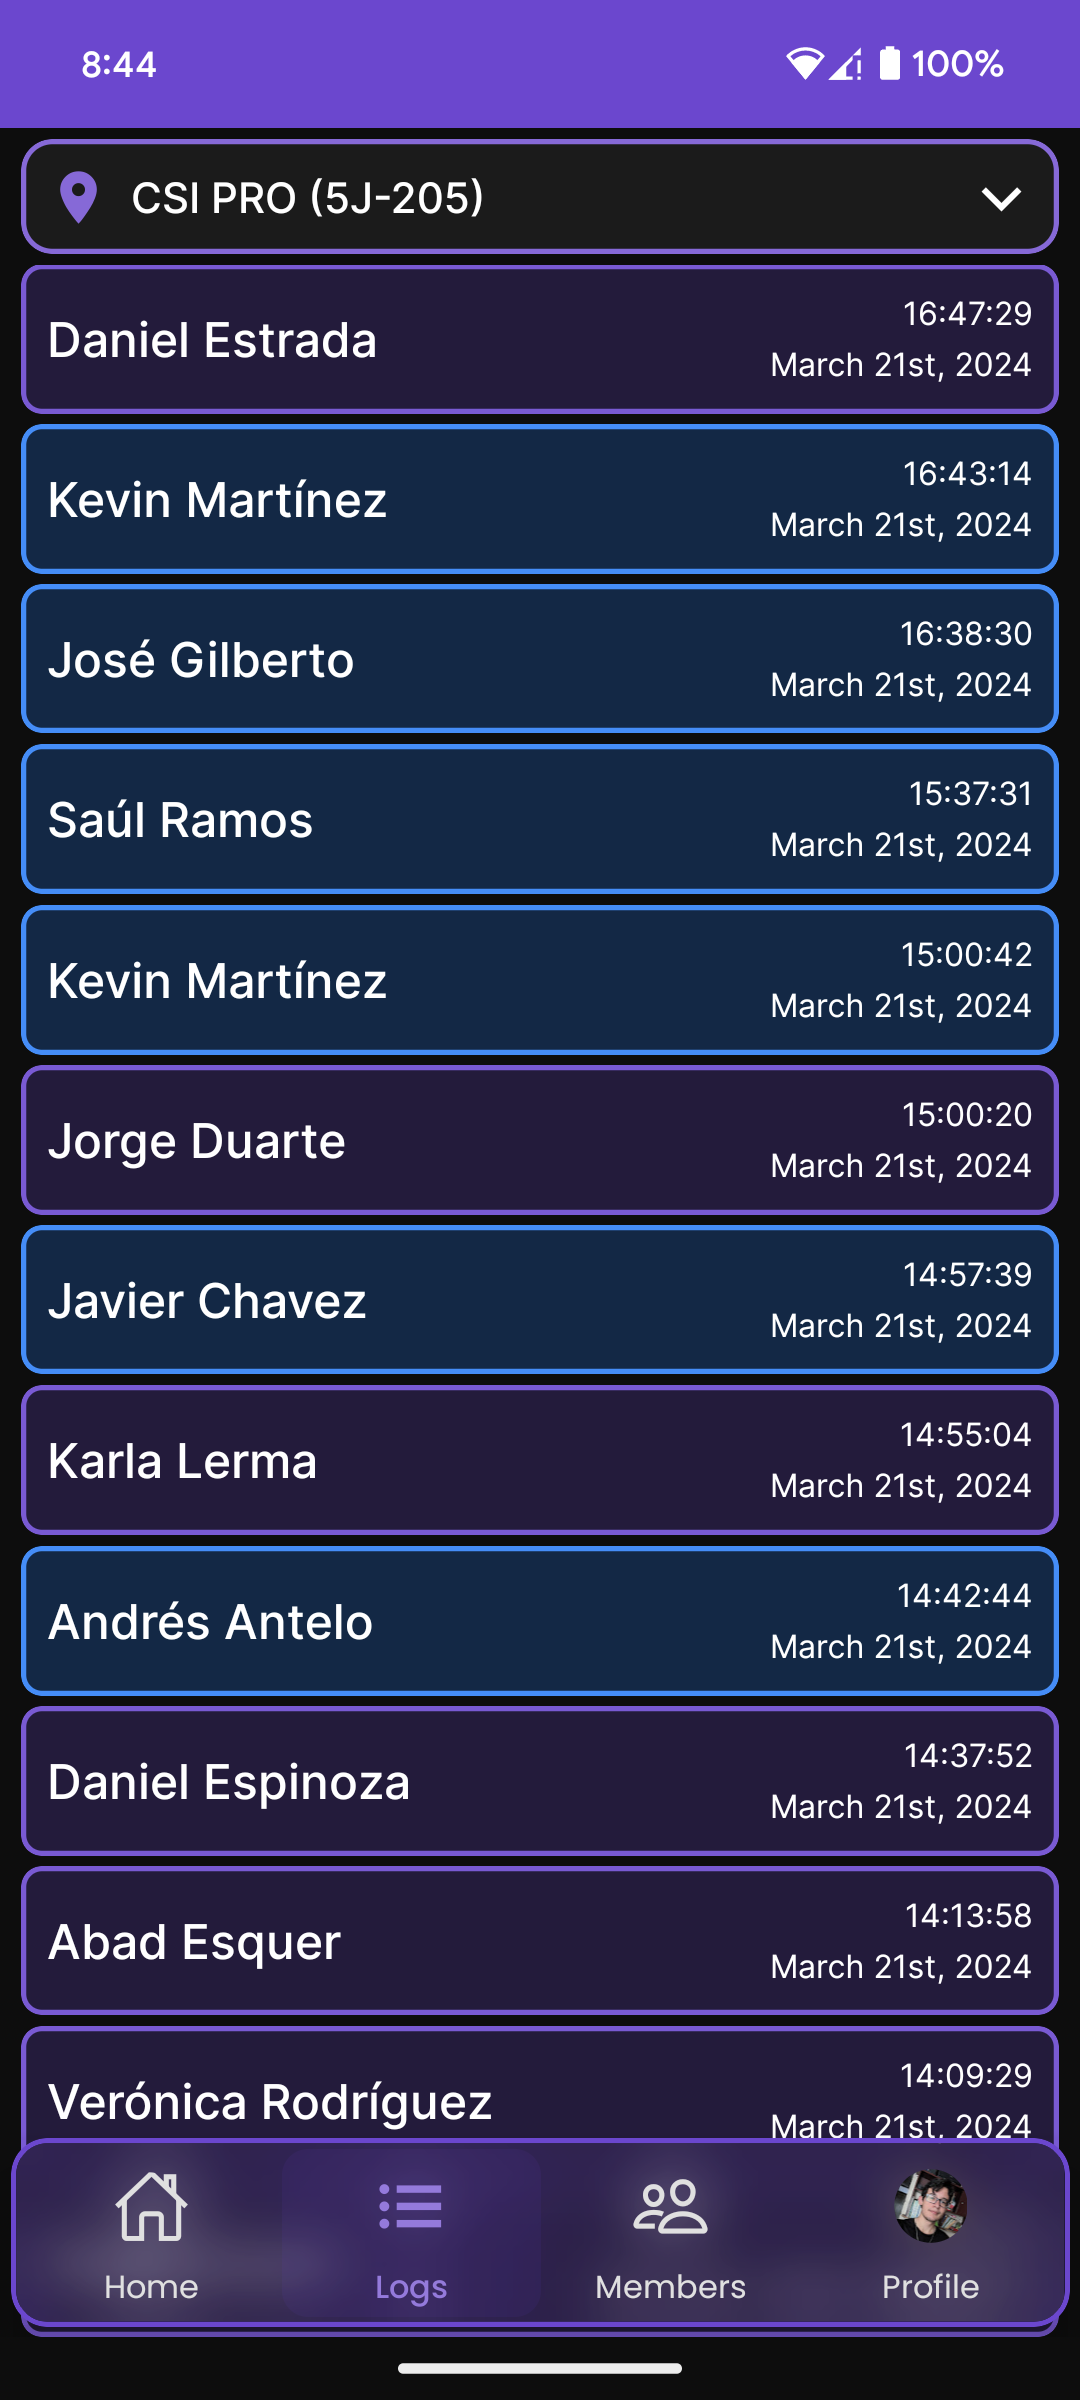 8:44
100%
CSI PRO (5J-205)
Daniel Estrada
16:47:29
March 21st, 2024
Kevin Martínez
16:43:14
March 21st, 2024
José Gilberto
16:38:30
March 21st, 2024
Saúl Ramos
15:37:31
March 21st, 2024
Kevin Martínez
15:00:42
March 21st, 2024
Jorge Duarte
15:00:20
March 21st, 2024
Javier Chavez
14:57:39
March 21st, 2024
Karla Lerma
14:55:04
March 21st, 2024
Andrés Antelo
14:42:44
March 21st, 2024
Daniel Espinoza
14:37:52
March 21st, 2024
Abad Esquer
14:13:58
March 21st, 2024
Verónica Rodríguez
14:09:29
March 21st, 2024
Home
Logs
Members
Profile